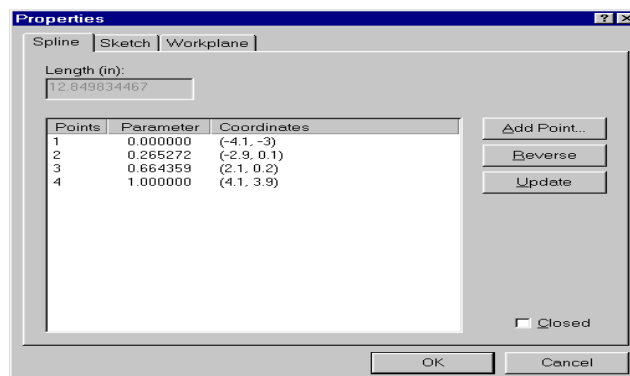 Properties
Spline Sketch Workplane
Length (in):
12.849834467
Points Parameter Coordinates
1 0.000000 (-4.1, -3)
2 0.265272 (-2.9, 0.1)
3 0.664359 (2.1, 0.2)
4 1.000000 (4.1, 3.9)
Add Point...
Reverse
Update
Closed
OK Cancel